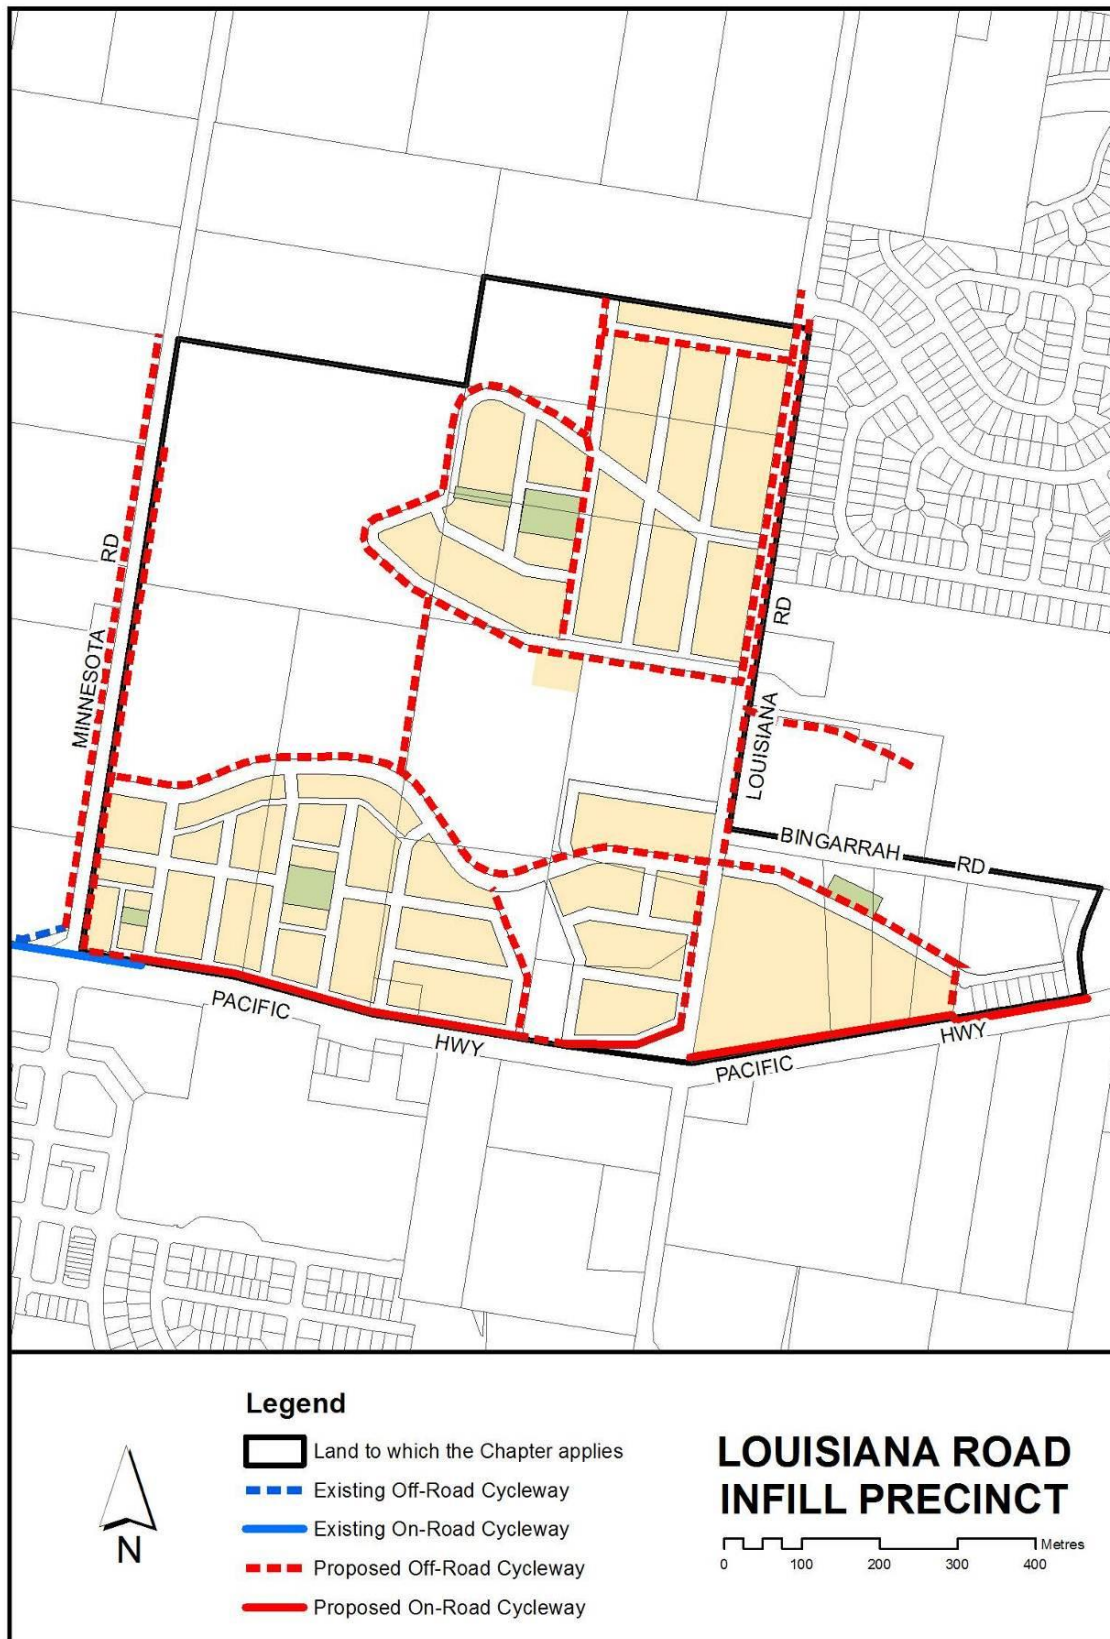 MINNESOTA RD
LOUISIANA RD
BINGARRAH RD
PACIFIC HWY
PACIFIC HWY
Legend
Land to which the Chapter applies
Existing Off-Road Cycleway
Existing On-Road Cycleway
Proposed Off-Road Cycleway
Proposed On-Road Cycleway
N
LOUISIANA ROAD
INFILL PRECINCT
Metres
0 100 200 300 400